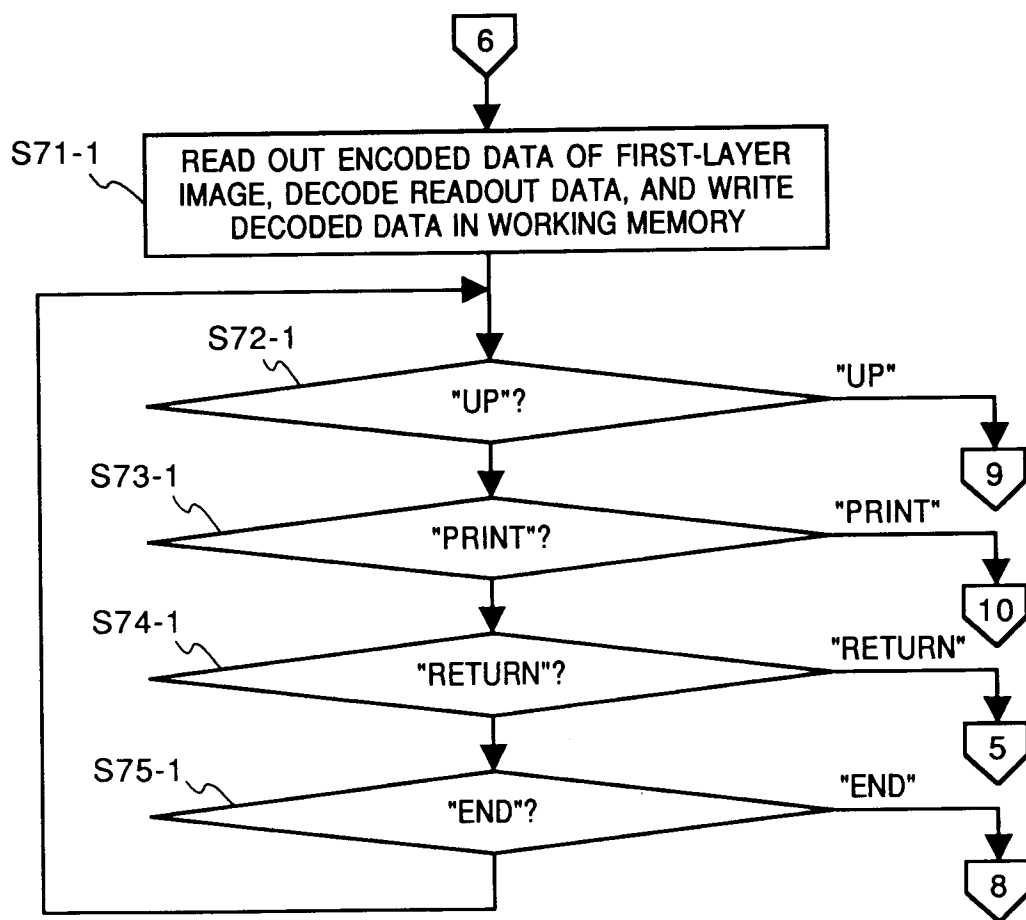 6
S71-1
READ OUT ENCODED DATA OF FIRST-LAYER
IMAGE, DECODE READOUT DATA, AND WRITE
DECODED DATA IN WORKING MEMORY
S72-1
"UP"?
"UP"
9
S73-1
"PRINT"?
"PRINT"
10
S74-1
"RETURN"?
"RETURN"
5
S75-1
"END"?
"END"
8